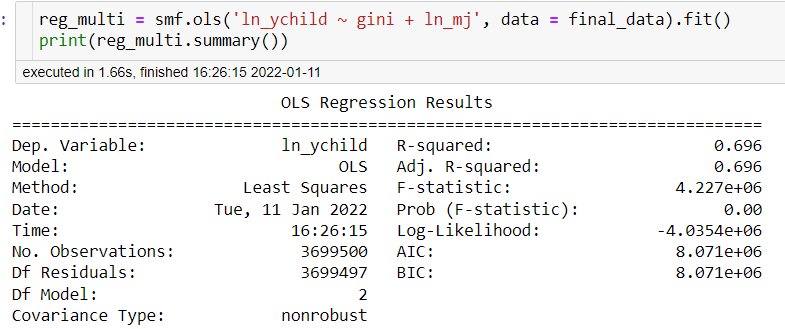 : reg_multi = smf.ols('ln_ychild ~ gini + ln_mj', data = final_data).fit()
print(reg_multi.summary())
executed in 1.66s, finished 16:26:15 2022-01-11
OLS Regression Results
==============================================================================
Dep. Variable: ln_ychild R-squared: 0.696
Model: OLS Adj. R-squared: 0.696
Method: Least Squares F-statistic: 4.227e+06
Date: Tue, 11 Jan 2022 Prob (F-statistic): 0.00
Time: 16:26:15 Log-Likelihood: -4.0354e+06
No. Observations: 3699500 AIC: 8.071e+06
Df Residuals: 3699497 BIC: 8.071e+06
Df Model: 2
Covariance Type: nonrobust